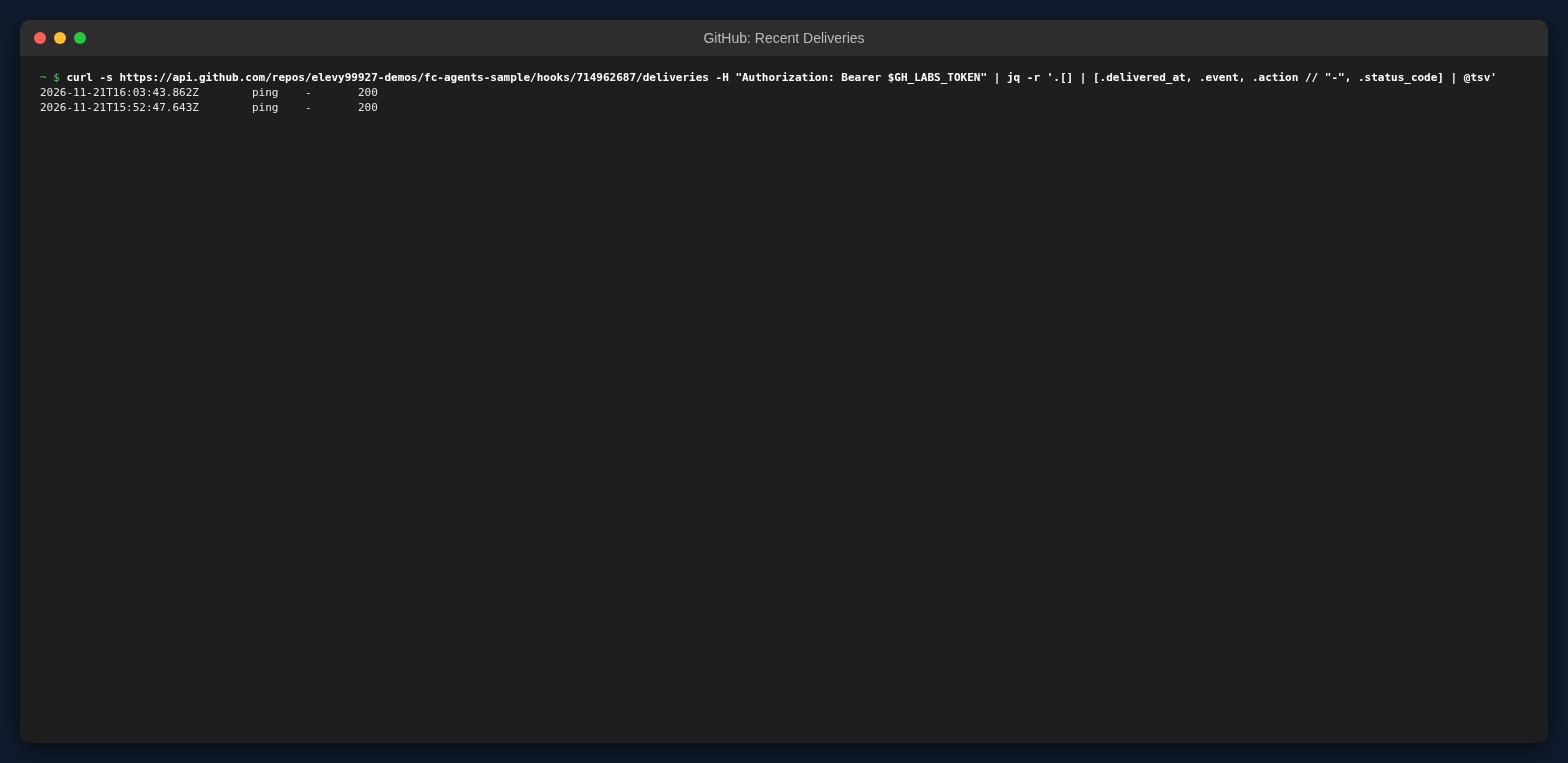 GitHub: Recent Deliveries
~ $ curl -s https://api.github.com/repos/elevy99927-demos/fc-agents-sample/hooks/714962687/deliveries -H "Authorization: Bearer $GH_LABS_TOKEN" | jq -r '.[] | [.delivered_at, .event, .action // "-", .status_code] | @tsv'
2026-11-21T16:03:43.862Z	ping	-	200
2026-11-21T15:52:47.643Z	ping	-	200